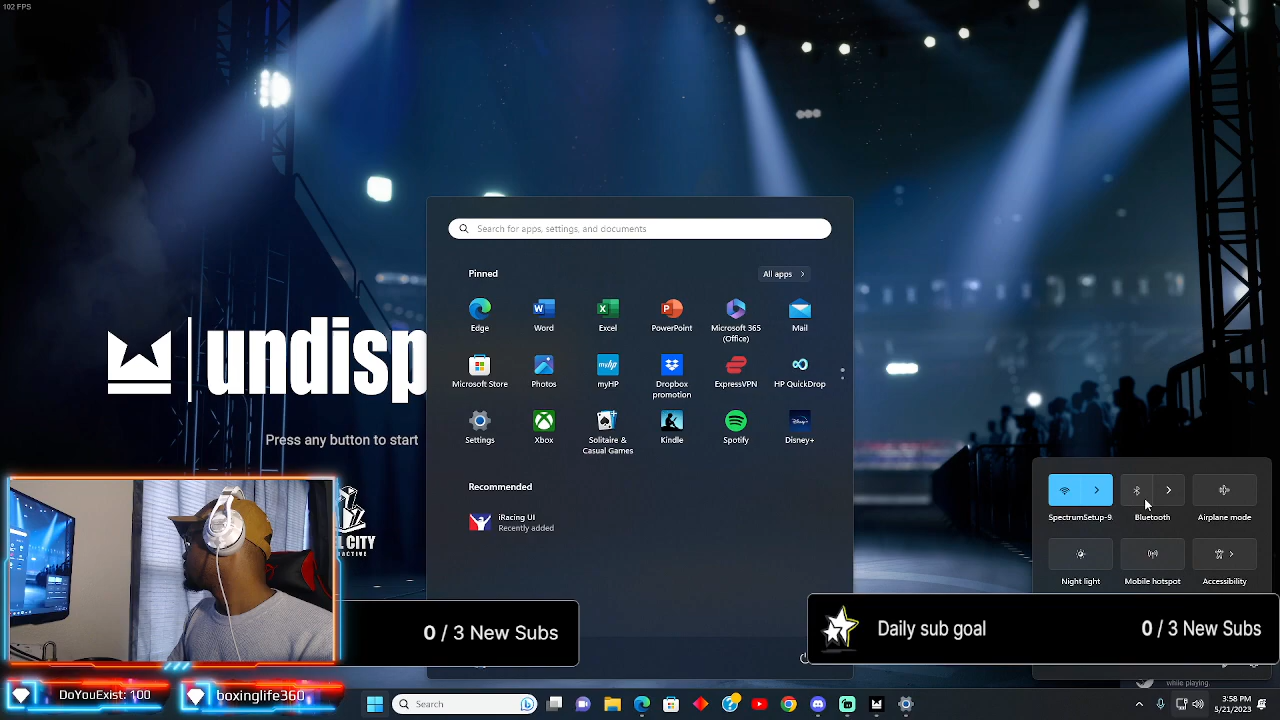 102 FPS
Search for apps, settings, and documents
Pinned
All apps
Edge
Word
Excel
PowerPoint
Microsoft 365 (Office)
Mail
Microsoft Store
Photos
myHP
Dropbox promotion
ExpressVPN
HP QuickDrop
Settings
Xbox
Solitaire & Casual Games
Kindle
Spotify
Disney+
Recommended
iRacing UI
Recently added
undisp
Press any button to start
L CITY
SpectrumSetup-9
Bluetooth
Airplane mode
Night light
Mobile hotspot
Accessibility
0 / 3 New Subs
Daily sub goal
0 / 3 New Subs
DoYouExist: 100
boxinglife360
while playing.
Search
3:58 PM
5/21/2023